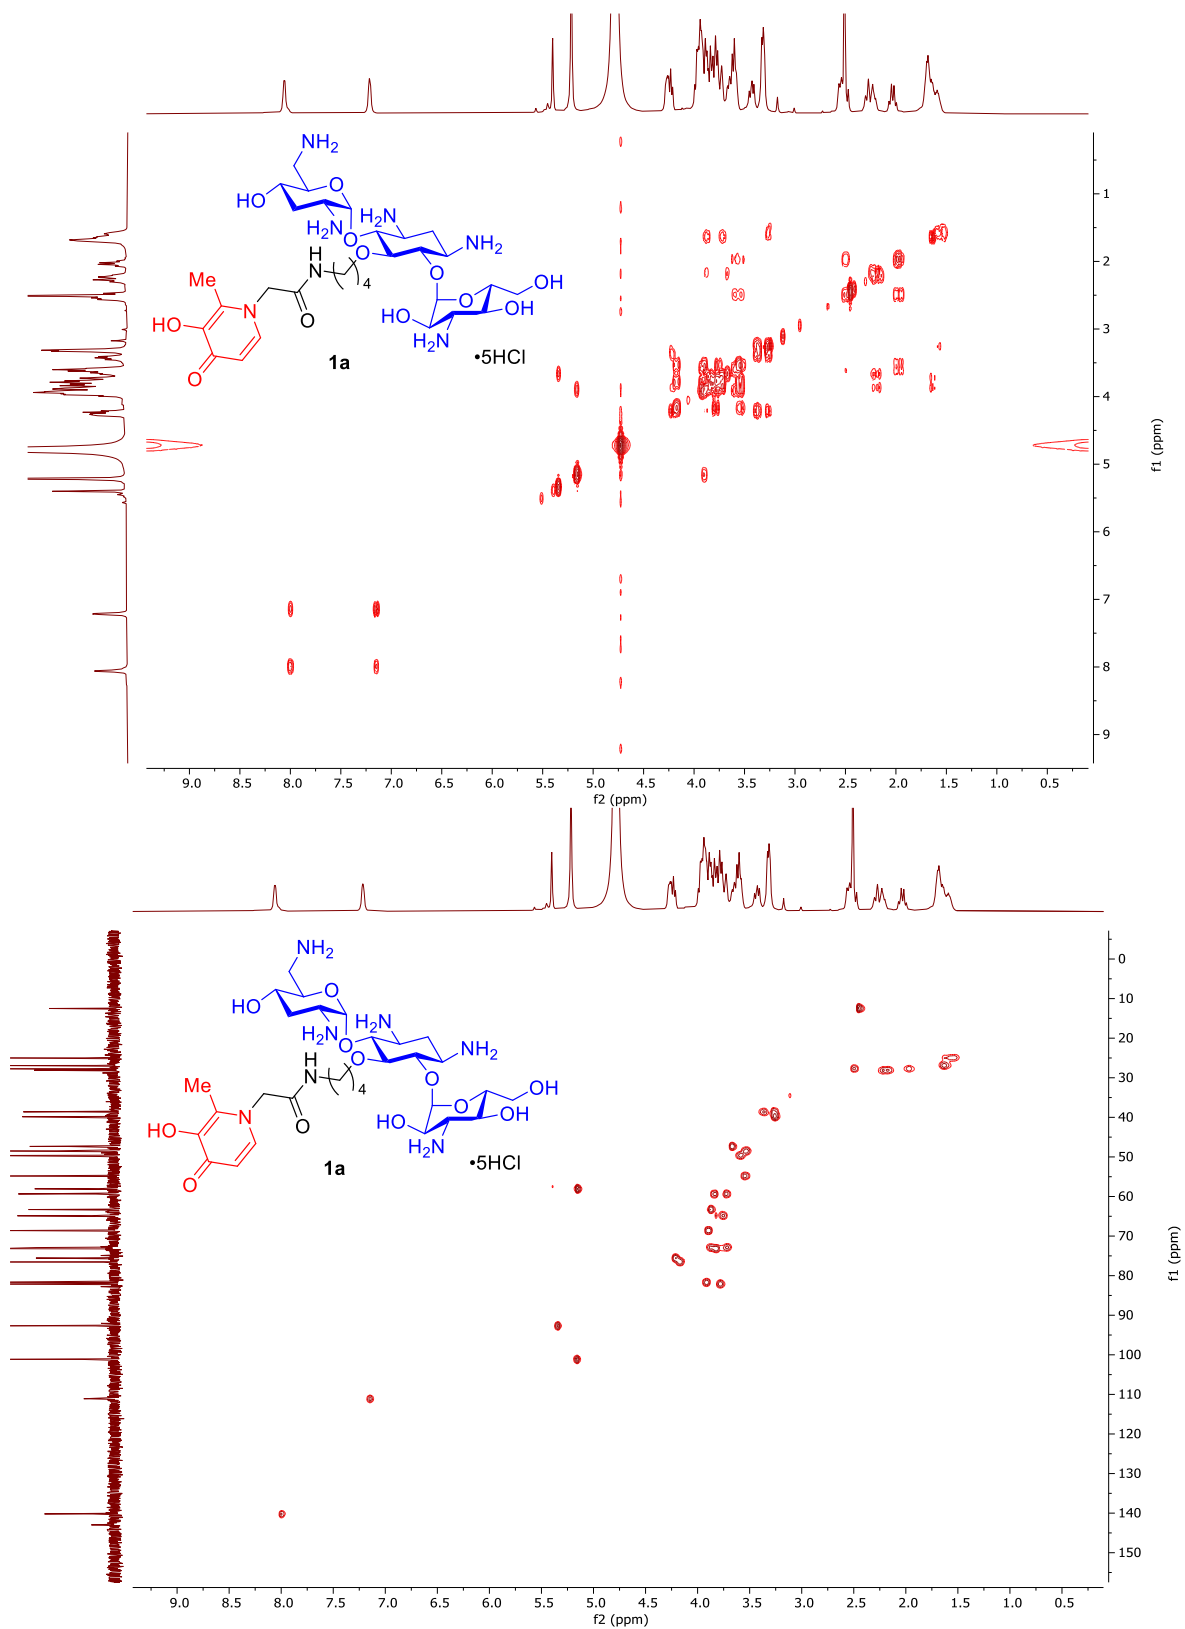 NH2
HO
O
H2N
H2N
NH2
O
O
H
N
Me
N
O
4
O
O
OH
HO
OH
HO
H2N
O
1a
•5HCl
1
2
3
4
5
6
7
8
9
f1 (ppm)
9.0 8.5 8.0 7.5 7.0 6.5 6.0 5.5 5.0 4.5 4.0 3.5 3.0 2.5 2.0 1.5 1.0 0.5
f2 (ppm)
NH2
HO
O
H2N
H2N
NH2
O
O
H
N
Me
N
O
4
O
O
OH
HO
OH
HO
H2N
O
1a
•5HCl
0
10
20
30
40
50
60
70
80
90
100
110
120
130
140
150
f1 (ppm)
9.0 8.5 8.0 7.5 7.0 6.5 6.0 5.5 5.0 4.5 4.0 3.5 3.0 2.5 2.0 1.5 1.0 0.5
f2 (ppm)